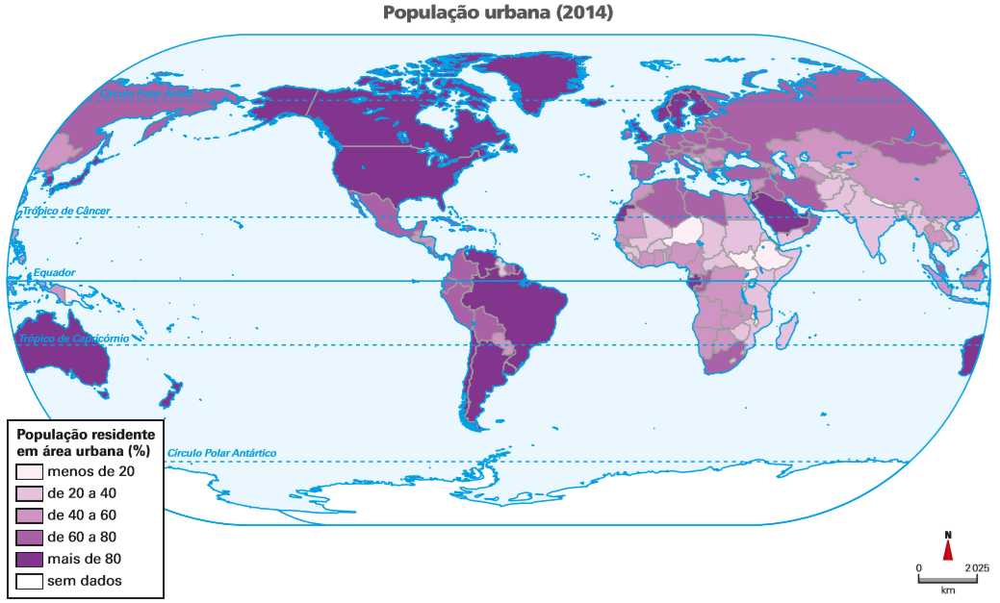 População urbana (2014)
Círculo Polar Ártico
Trópico de Câncer
Equador
Trópico de Capricórnio
Círculo Polar Antártico
População residente
em área urbana (%)
menos de 20
de 20 a 40
de 40 a 60
de 60 a 80
mais de 80
sem dados
N
0 2 025
km